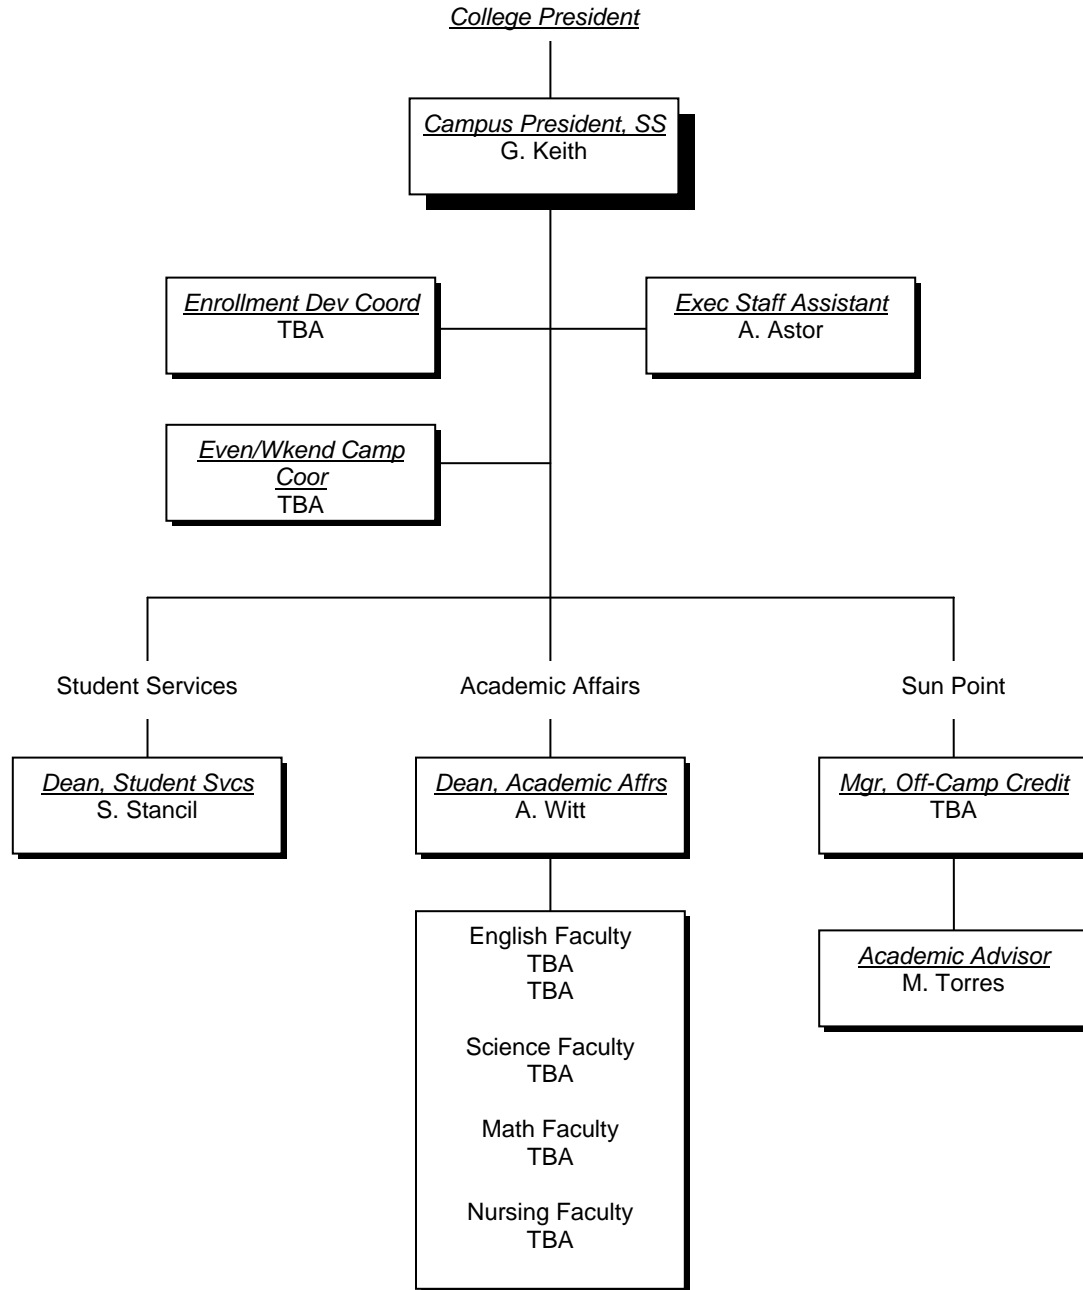 College President
Campus President, SS
G. Keith
Enrollment Dev Coord
TBA
Exec Staff Assistant
A. Astor
Even/Wkend Camp
Coor
TBA
Student Services
Academic Affairs
Sun Point
Dean, Student Svcs
S. Stancil
Dean, Academic Affrs
A. Witt
Mgr, Off-Camp Credit
TBA
English Faculty
TBA
TBA
Science Faculty
TBA
Math Faculty
TBA
Nursing Faculty
TBA
Academic Advisor
M. Torres